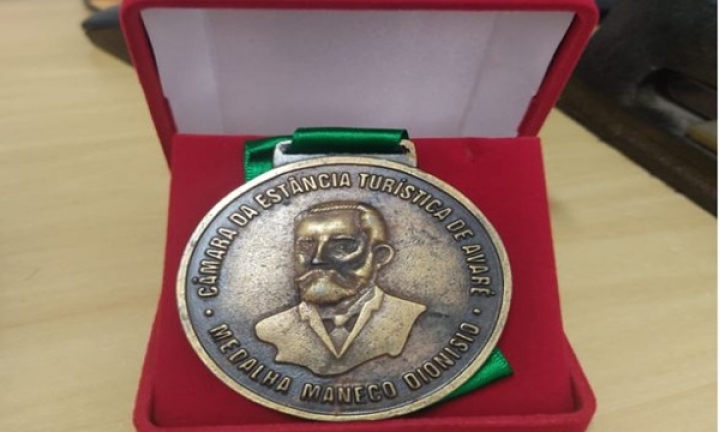 CÂMARA DA ESTÂNCIA TURÍSTICA DE AVARÉ
MEDALHA MANECO DIONISIO